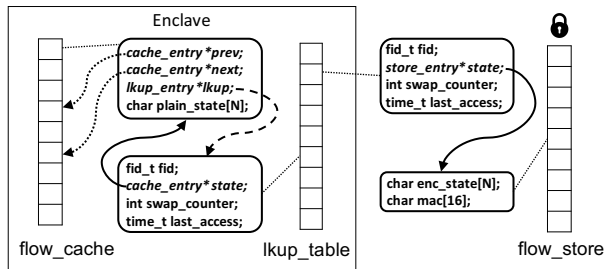 Enclave
cache_entry *prev;
cache_entry *next;
lkup_entry *lkup;
char plain_state[N];
fid_t fid;
cache_entry* state;
int swap_counter;
time_t last_access;
fid_t fid;
store_entry* state;
int swap_counter;
time_t last_access;
char enc_state[N];
char mac[16];
flow_cache
lkup_table
flow_store